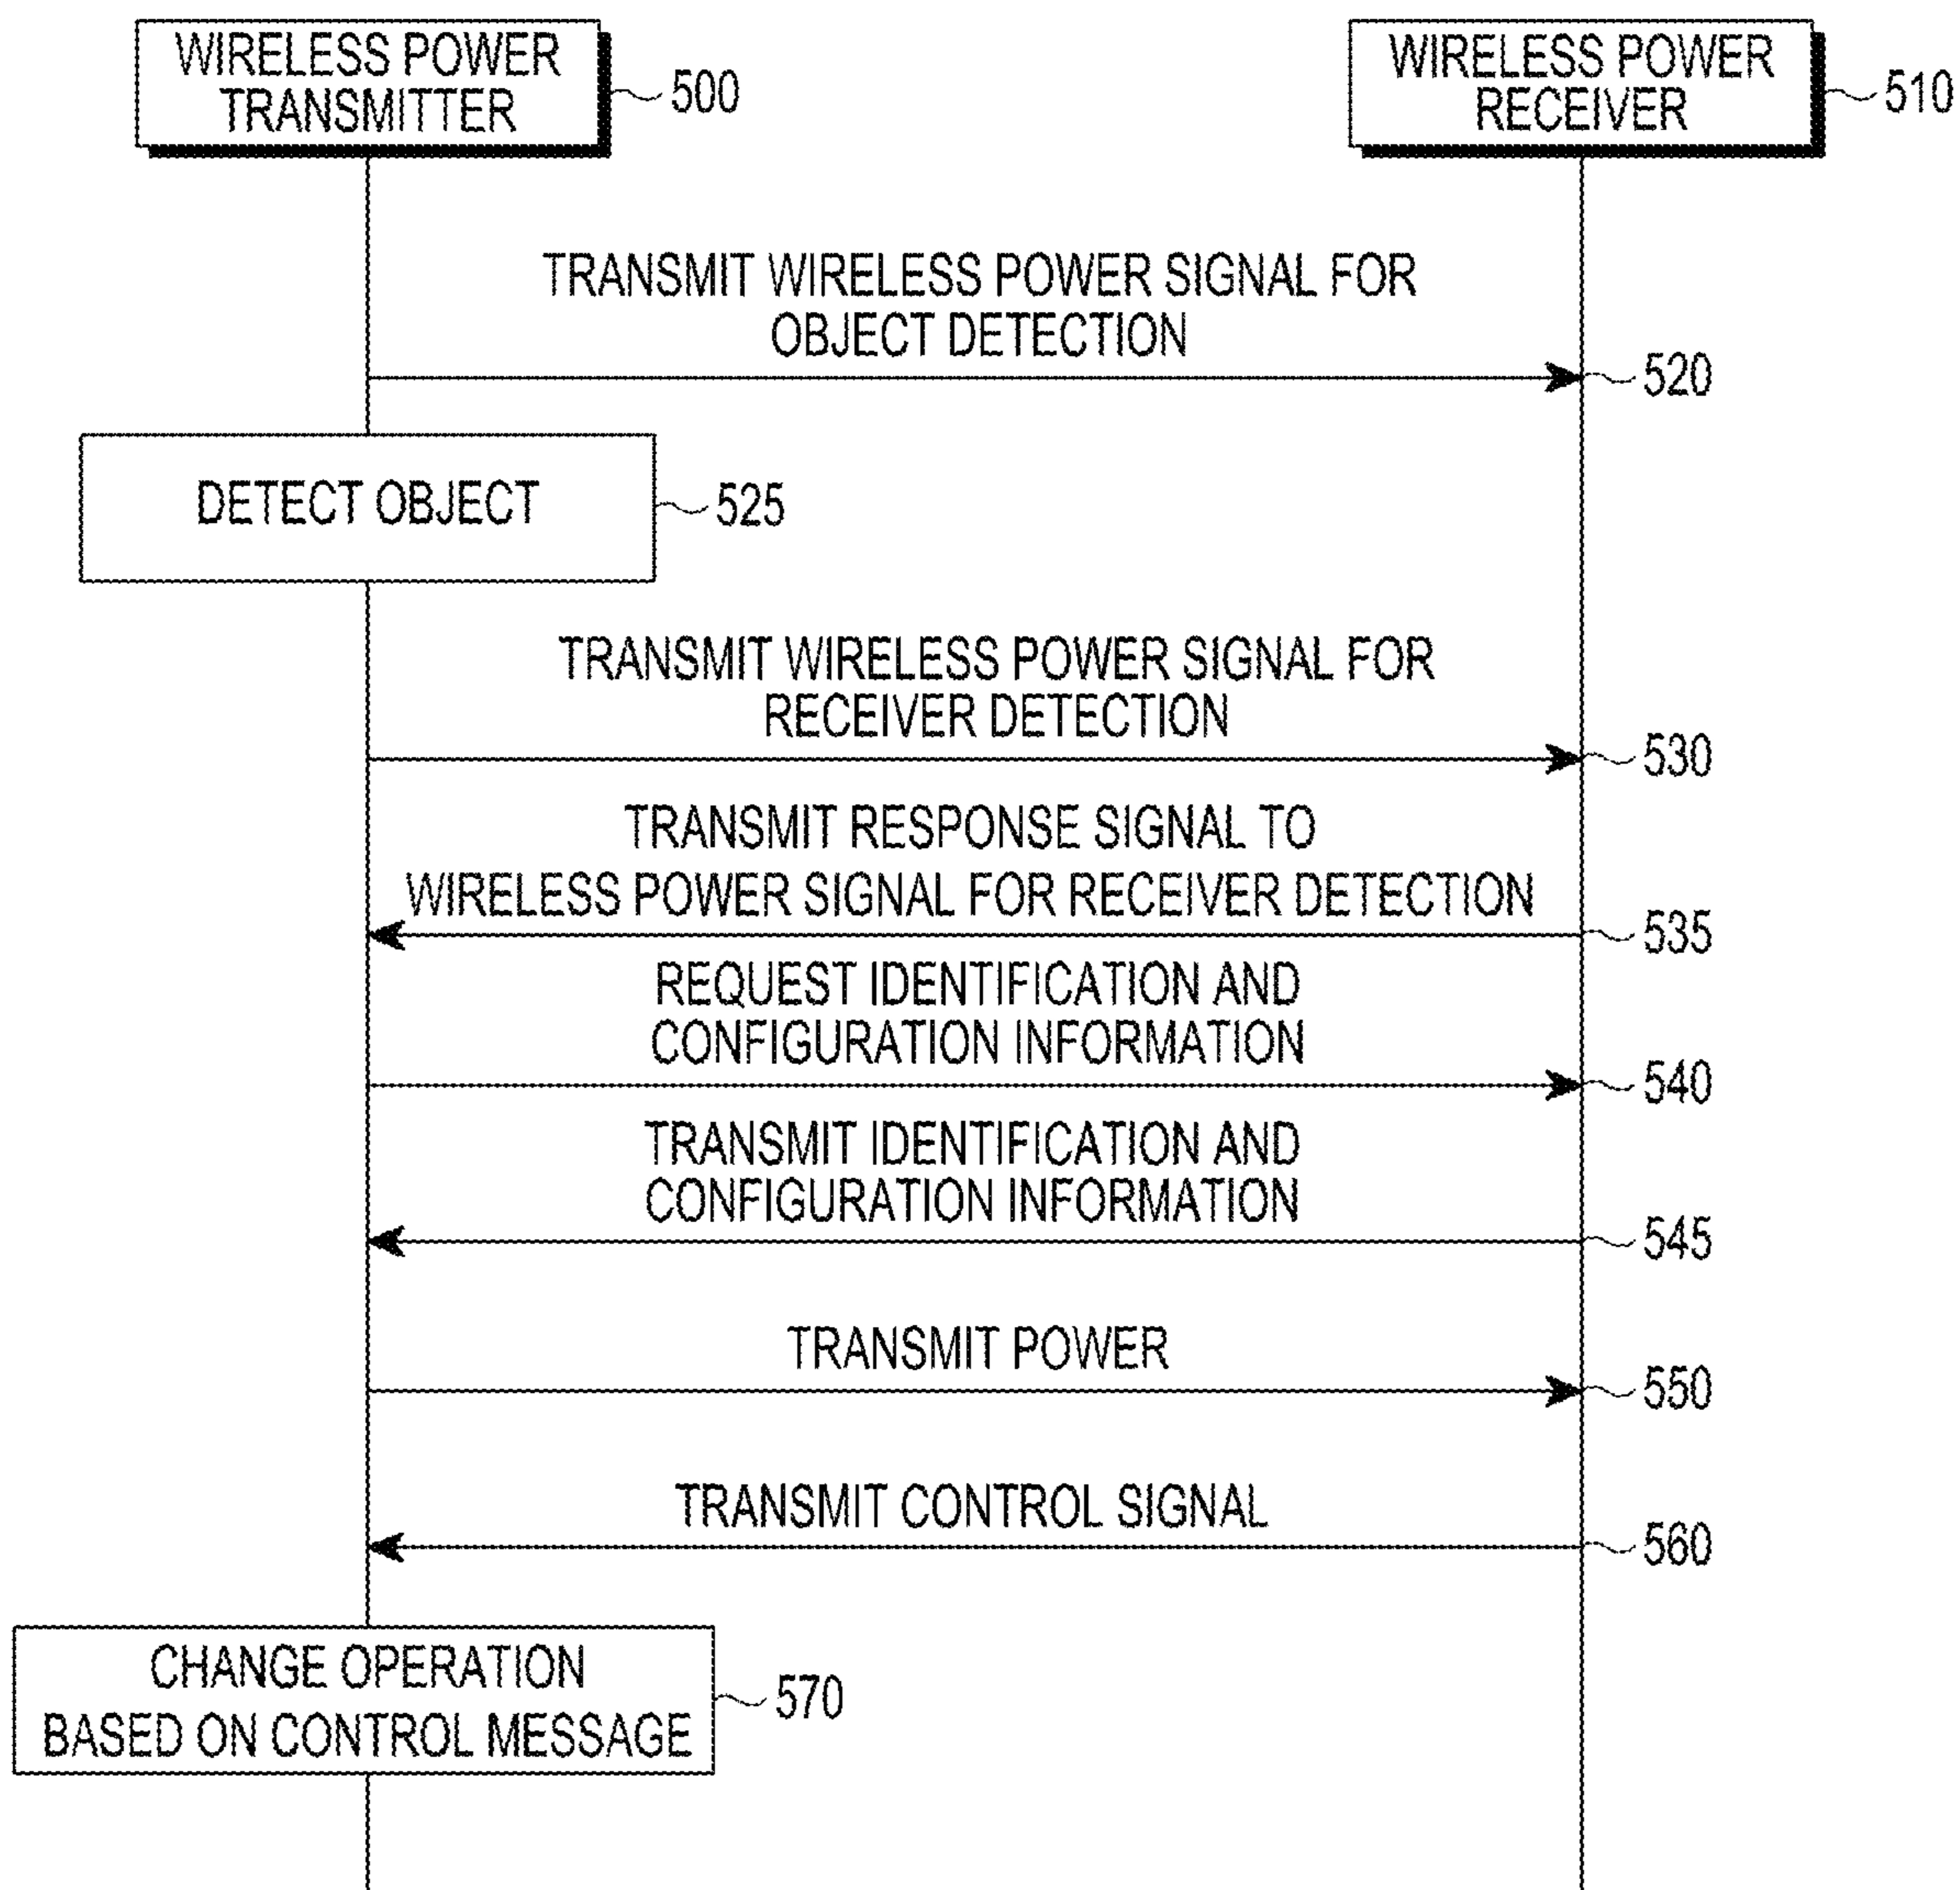 WIRELESS POWER
TRANSMITTER
500
WIRELESS POWER
RECEIVER
510
TRANSMIT WIRELESS POWER SIGNAL FOR
OBJECT DETECTION
520
DETECT OBJECT
525
TRANSMIT WIRELESS POWER SIGNAL FOR
RECEIVER DETECTION
530
TRANSMIT RESPONSE SIGNAL TO
WIRELESS POWER SIGNAL FOR RECEIVER DETECTION
535
REQUEST IDENTIFICATION AND
CONFIGURATION INFORMATION
540
TRANSMIT IDENTIFICATION AND
CONFIGURATION INFORMATION
545
TRANSMIT POWER
550
TRANSMIT CONTROL SIGNAL
560
CHANGE OPERATION
BASED ON CONTROL MESSAGE
570